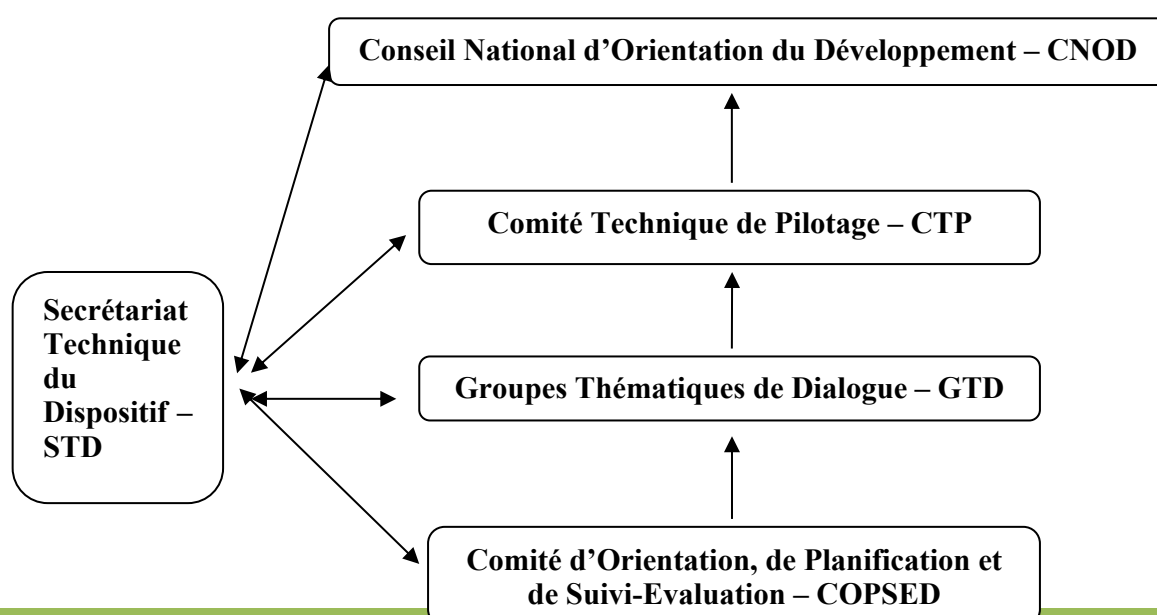 Conseil National d’Orientation du Développement – CNOD
Comité Technique de Pilotage – CTP
Secrétariat
Technique
du
Dispositif –
STD
Groupes Thématiques de Dialogue – GTD
Comité d’Orientation, de Planification et
de Suivi-Evaluation – COPSED